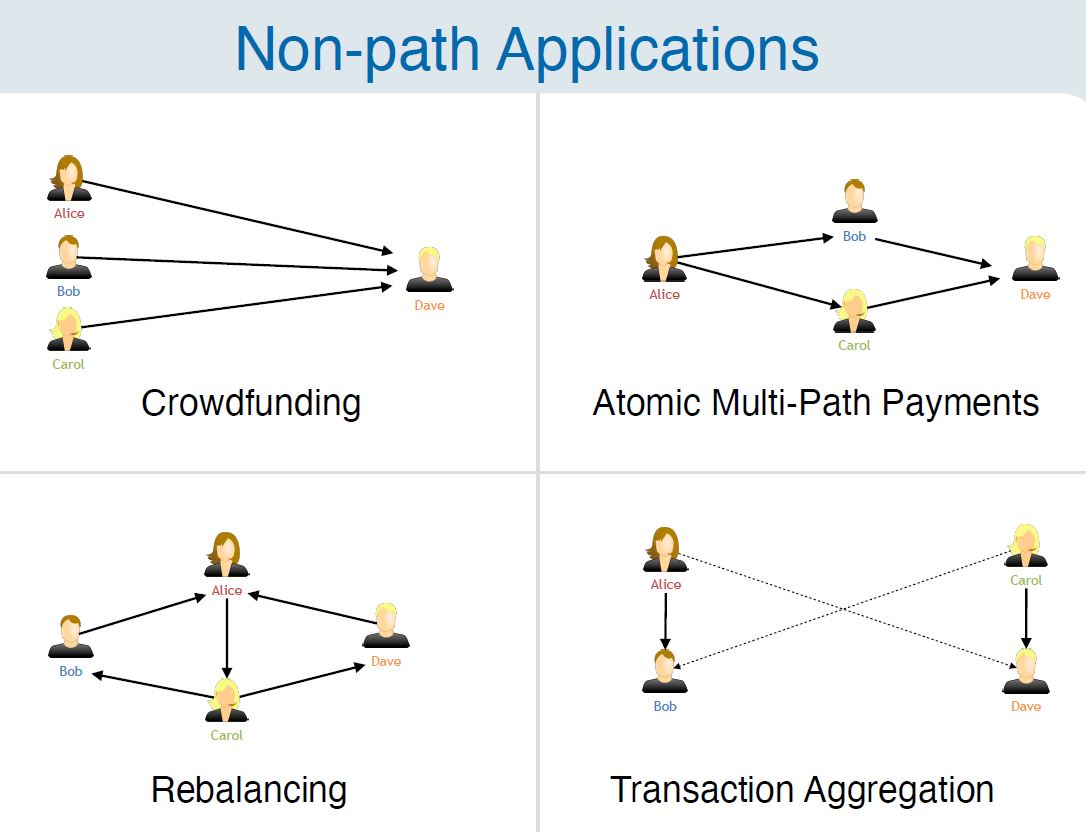 Non-path Applications
Alice
Bob
Carol
Dave
Crowdfunding
Alice
Bob
Carol
Dave
Atomic Multi-Path Payments
Alice
Bob
Dave
Carol
Rebalancing
Alice
Carol
Bob
Dave
Transaction Aggregation